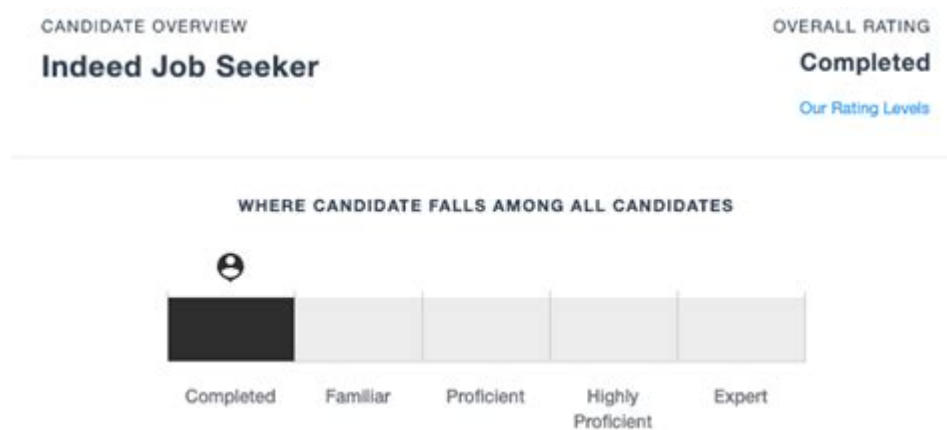 CANDIDATE OVERVIEW
Indeed Job Seeker
OVERALL RATING
Completed
Our Rating Levels
WHERE CANDIDATE FALLS AMONG ALL CANDIDATES
Completed
Familiar
Proficient
Highly
Proficient
Expert